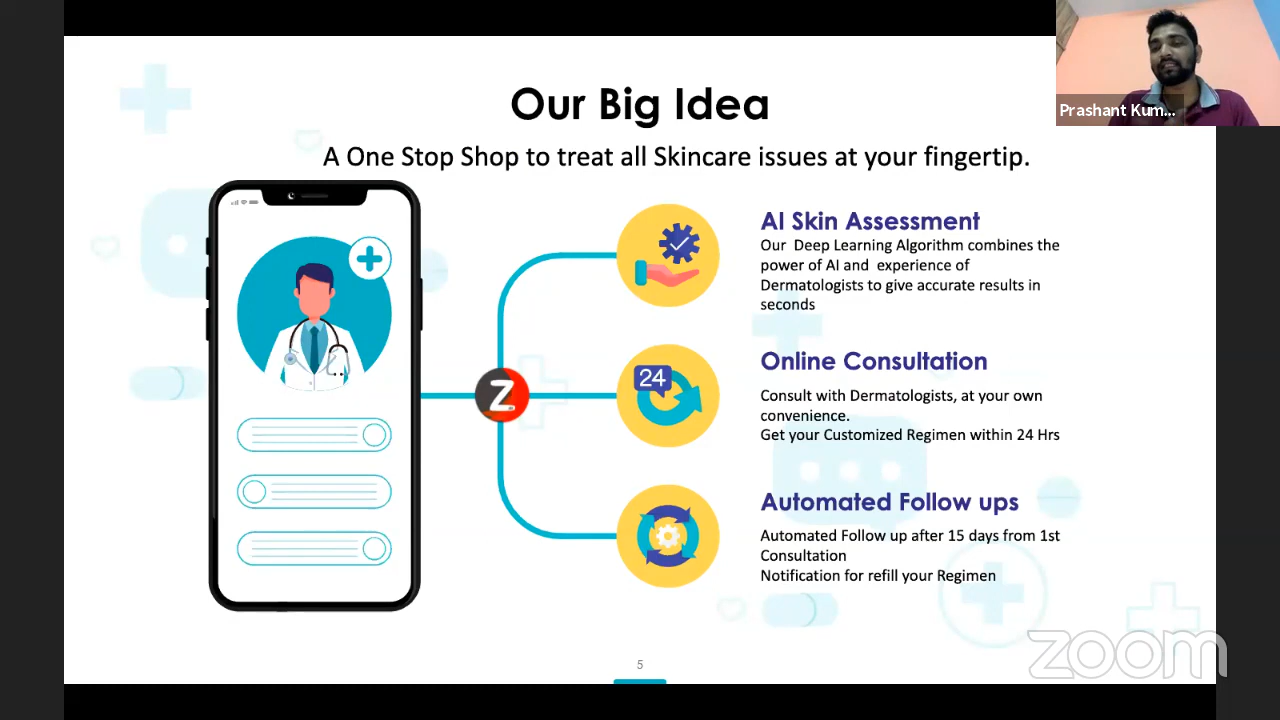 Our Big Idea
A One Stop Shop to treat all Skincare issues at your fingertip.
Prashant Kum...
AI Skin Assessment
Our Deep Learning Algorithm combines the
power of AI and experience of
Dermatologists to give accurate results in
seconds
Z
24
Online Consultation
Consult with Dermatologists, at your own
convenience.
Get your Customized Regimen within 24 Hrs
Automated Follow ups
Automated Follow up after 15 days from 1st
Consultation
Notification for refill your Regimen
5
zoom